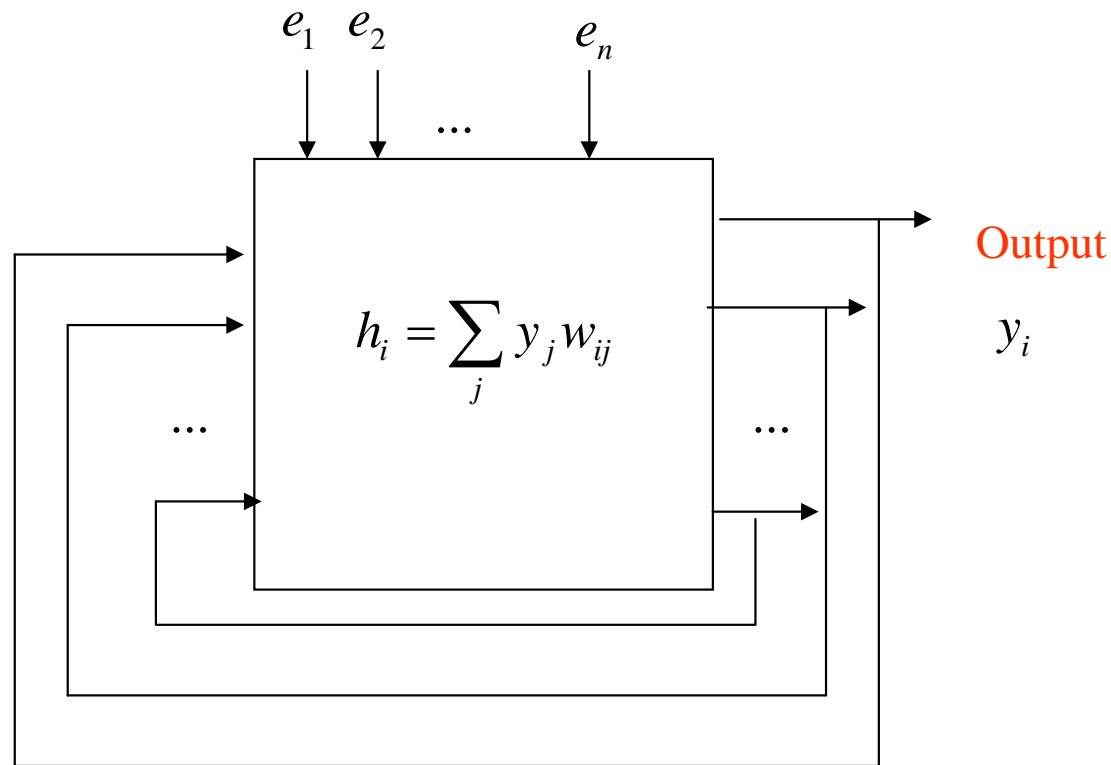 e₁ e₂ eₙ
...
Output
hᵢ = ∑ⱼ yⱼ wᵢⱼ
yᵢ
... ...